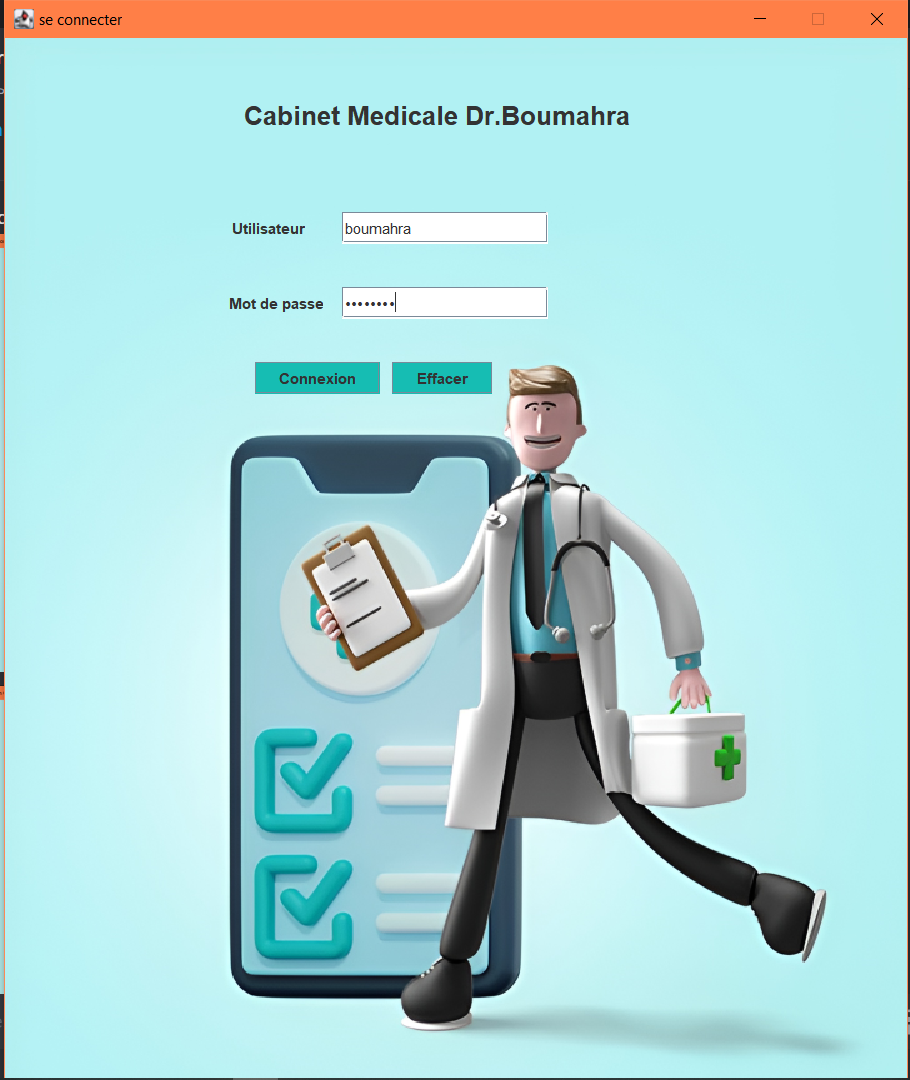 se connecter
Cabinet Medicale Dr.Boumahra
Utilisateur
boumahra
Mot de passe
••••••••
Connexion
Effacer